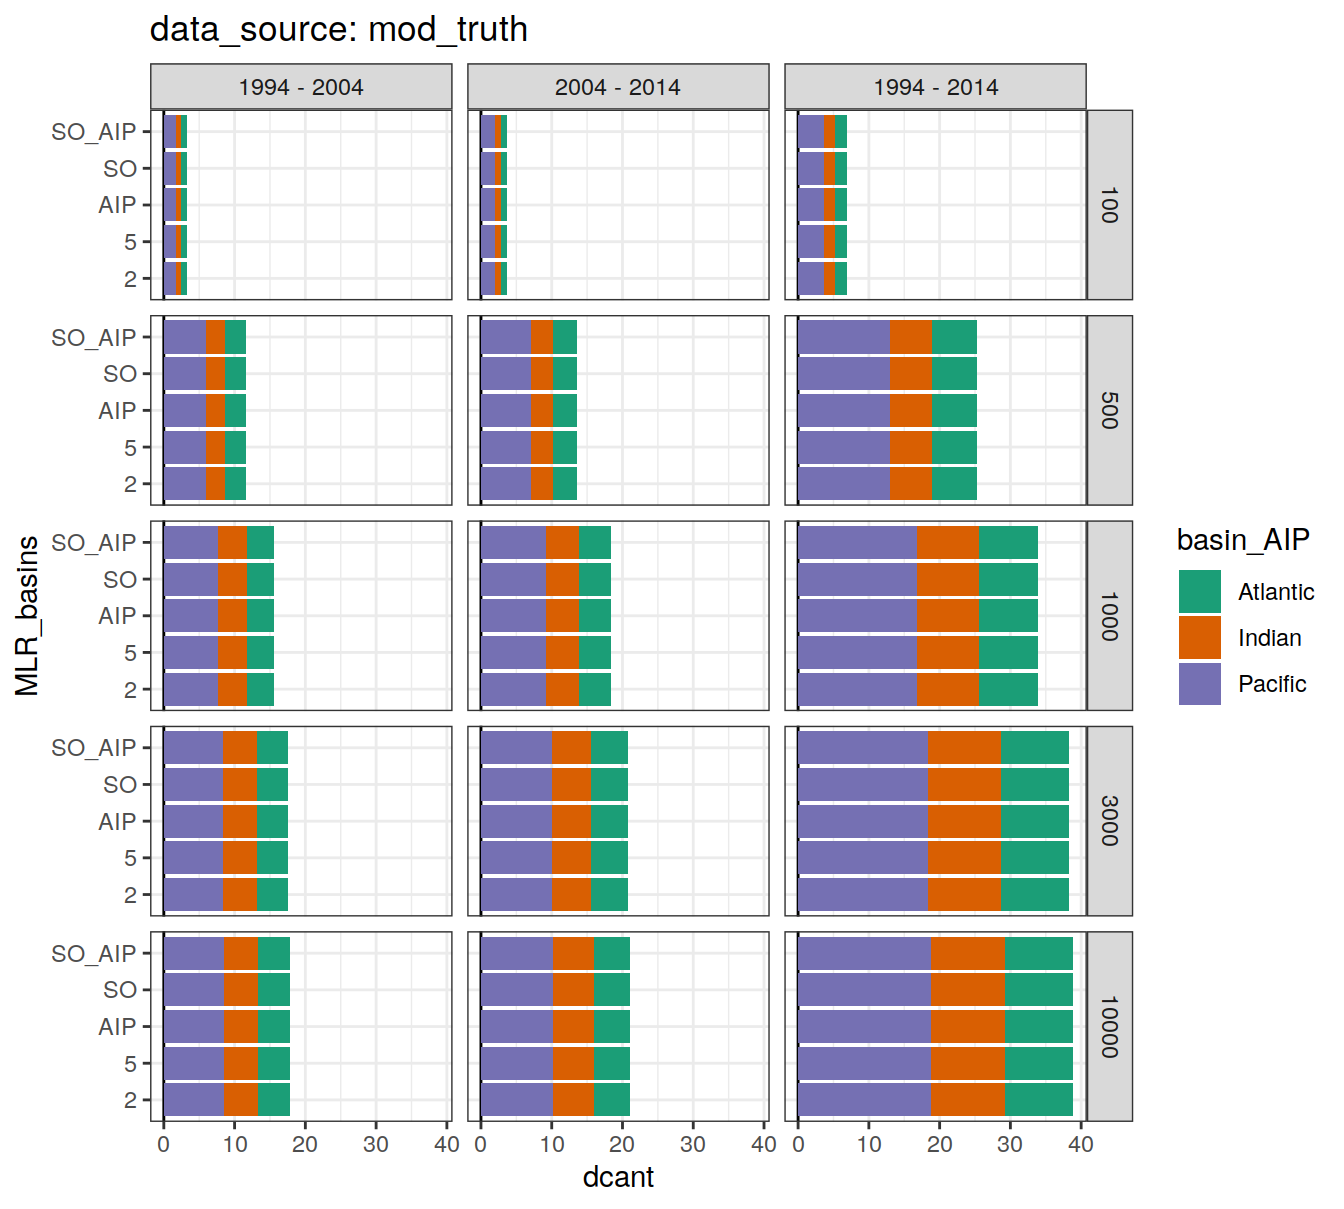 data_source: mod_truth
1994 - 2004
2004 - 2014
1994 - 2014
SO_AIP
SO
AIP
5
2
100
SO_AIP
SO
AIP
5
2
500
SO_AIP
SO
AIP
5
2
1000
SO_AIP
SO
AIP
5
2
3000
SO_AIP
SO
AIP
5
2
10000
MLR_basins
0 10 20 30 40
0 10 20 30 40
0 10 20 30 40
dcant
basin_AIP
Atlantic
Indian
Pacific